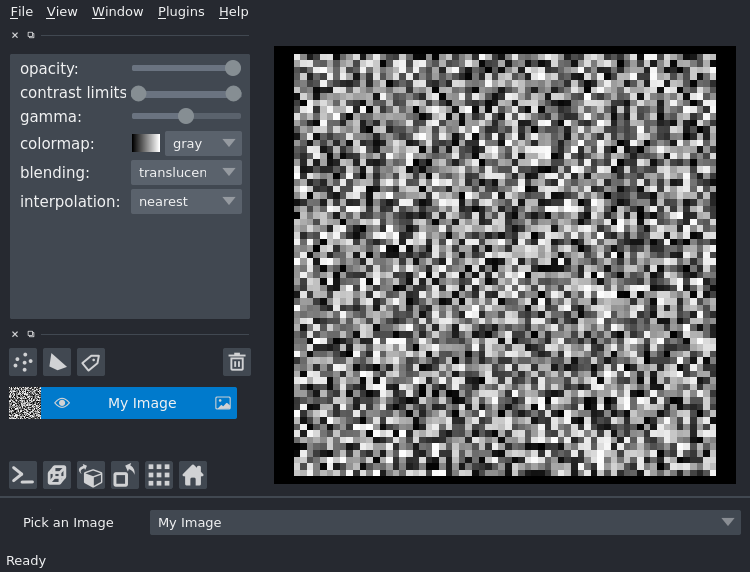 File View Window Plugins Help
opacity:
contrast limits
gamma:
colormap: gray
blending: translucen
interpolation: nearest
My Image
Pick an Image My Image
Ready